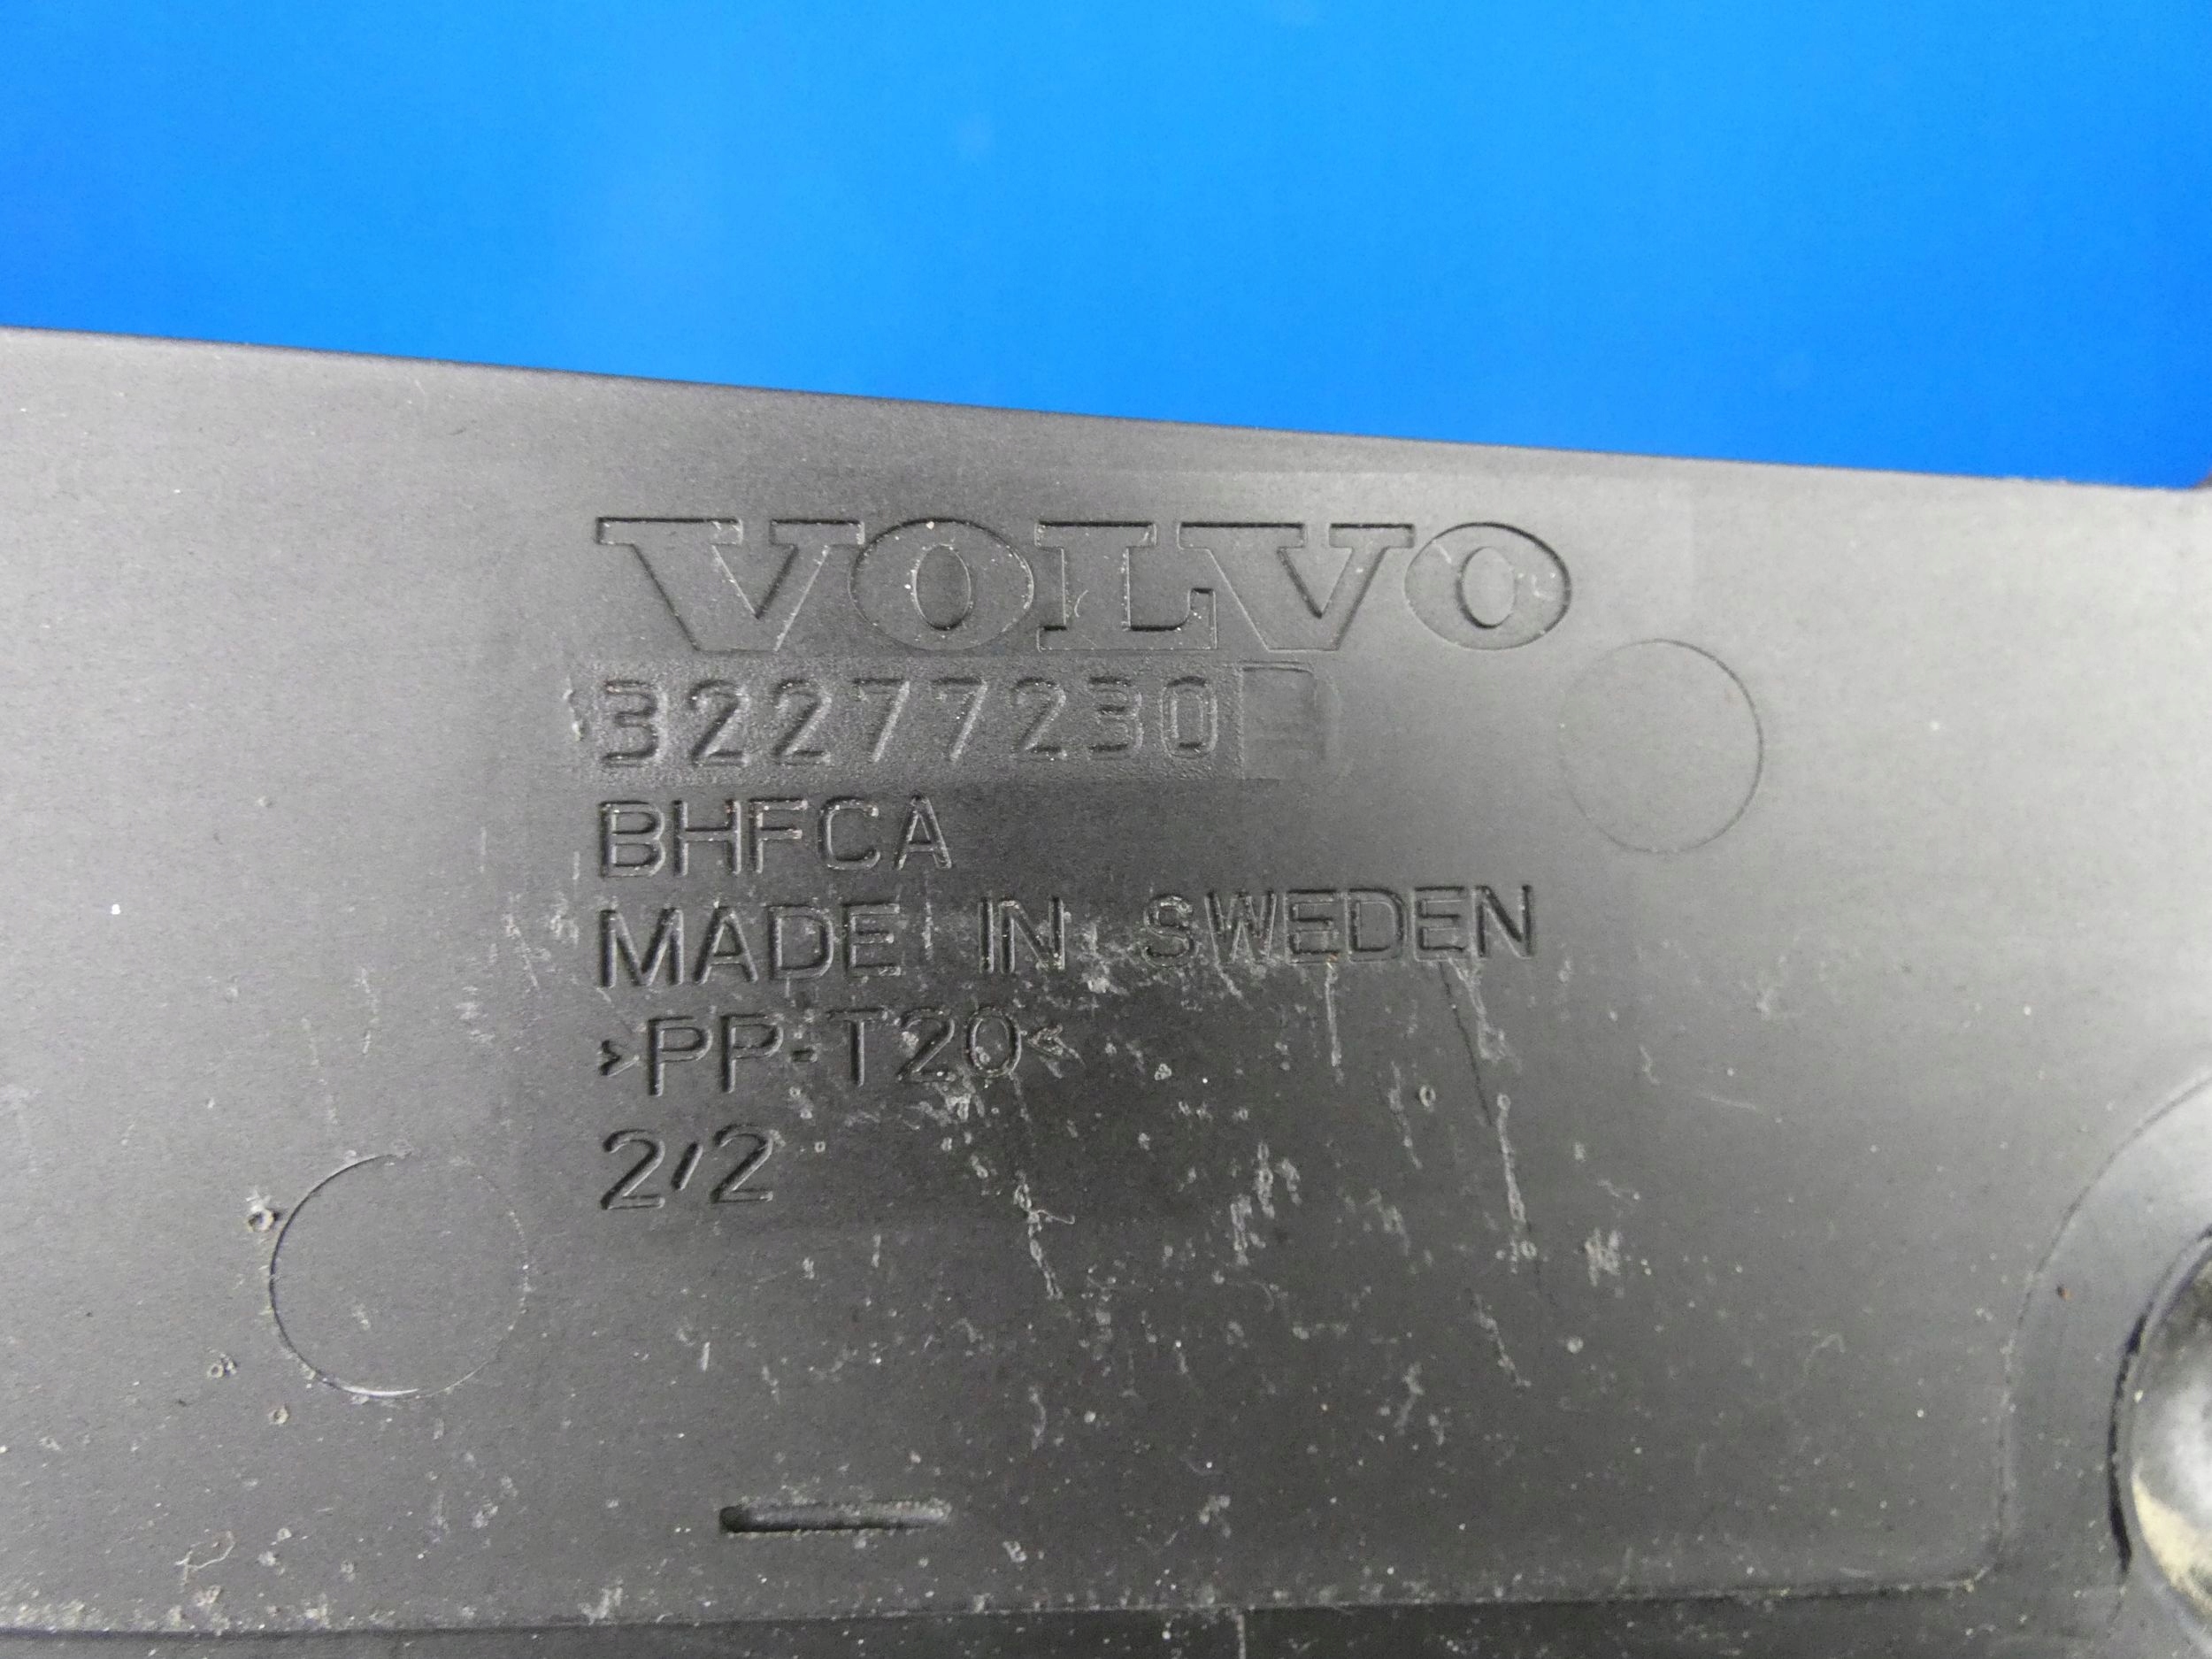 VOLVO
32277230
BHFCA
MADE IN SWEDEN
>PP-T20<
2/2